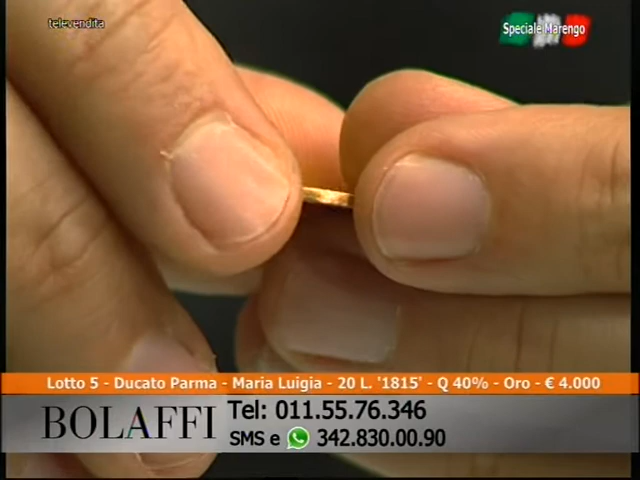 televendita
Speciale Marengo
Lotto 5 - Ducato Parma - Maria Luigia - 20 L. '1815' - Q 40% - Oro - € 4.000
BOLAFFI
Tel: 011.55.76.346
SMS e 342.830.00.90